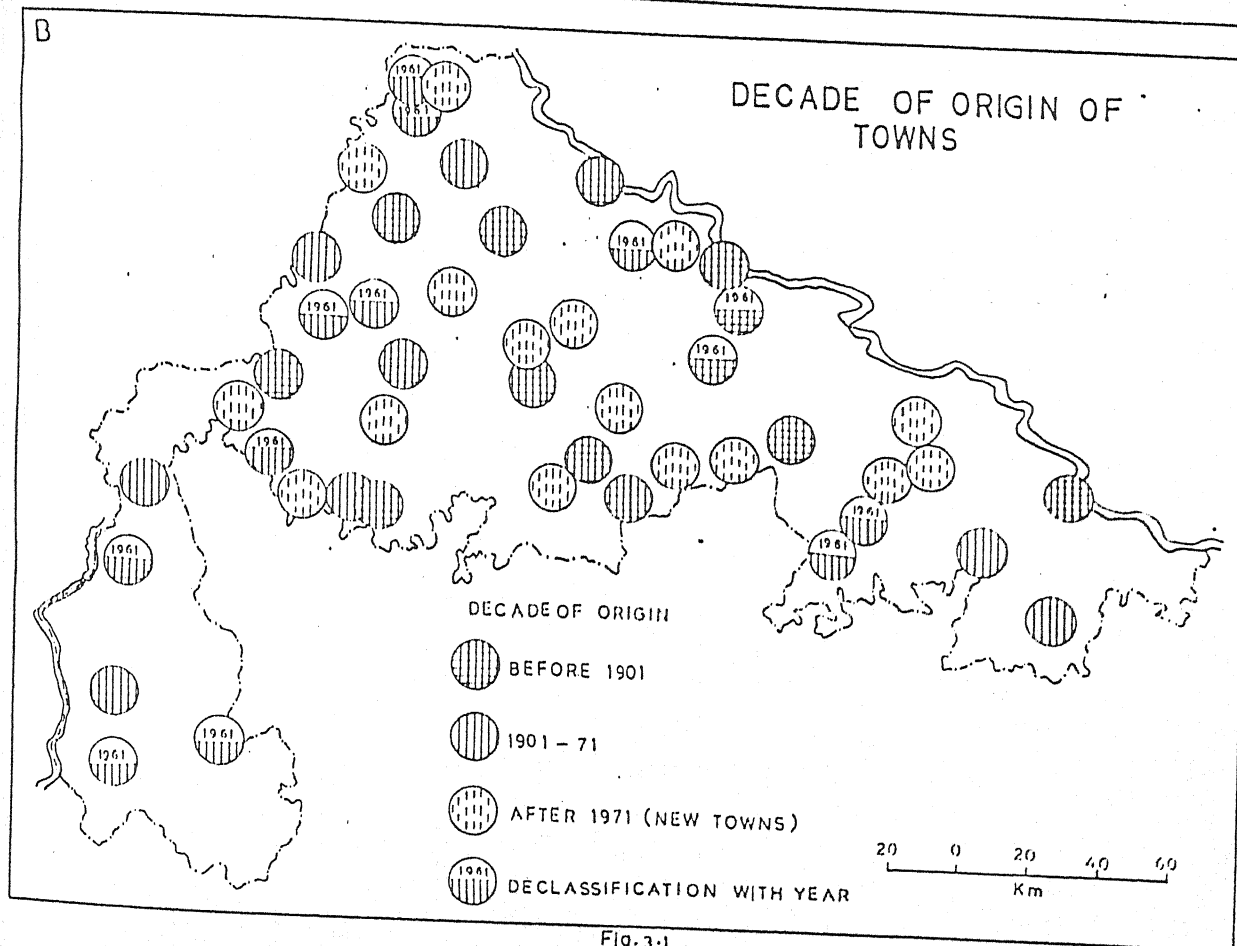 B
DECADE OF ORIGIN OF
TOWNS
1961
1961
1961
1961
1961
1961
1961
1961
1961
1961
1961
1961
1961
DECADE OF ORIGIN
BEFORE 1901
1901 - 71
AFTER 1971 (NEW TOWNS)
1961
DECLASSIFICATION WITH YEAR
20 0 20 40 60
Km
Fig. 3.1